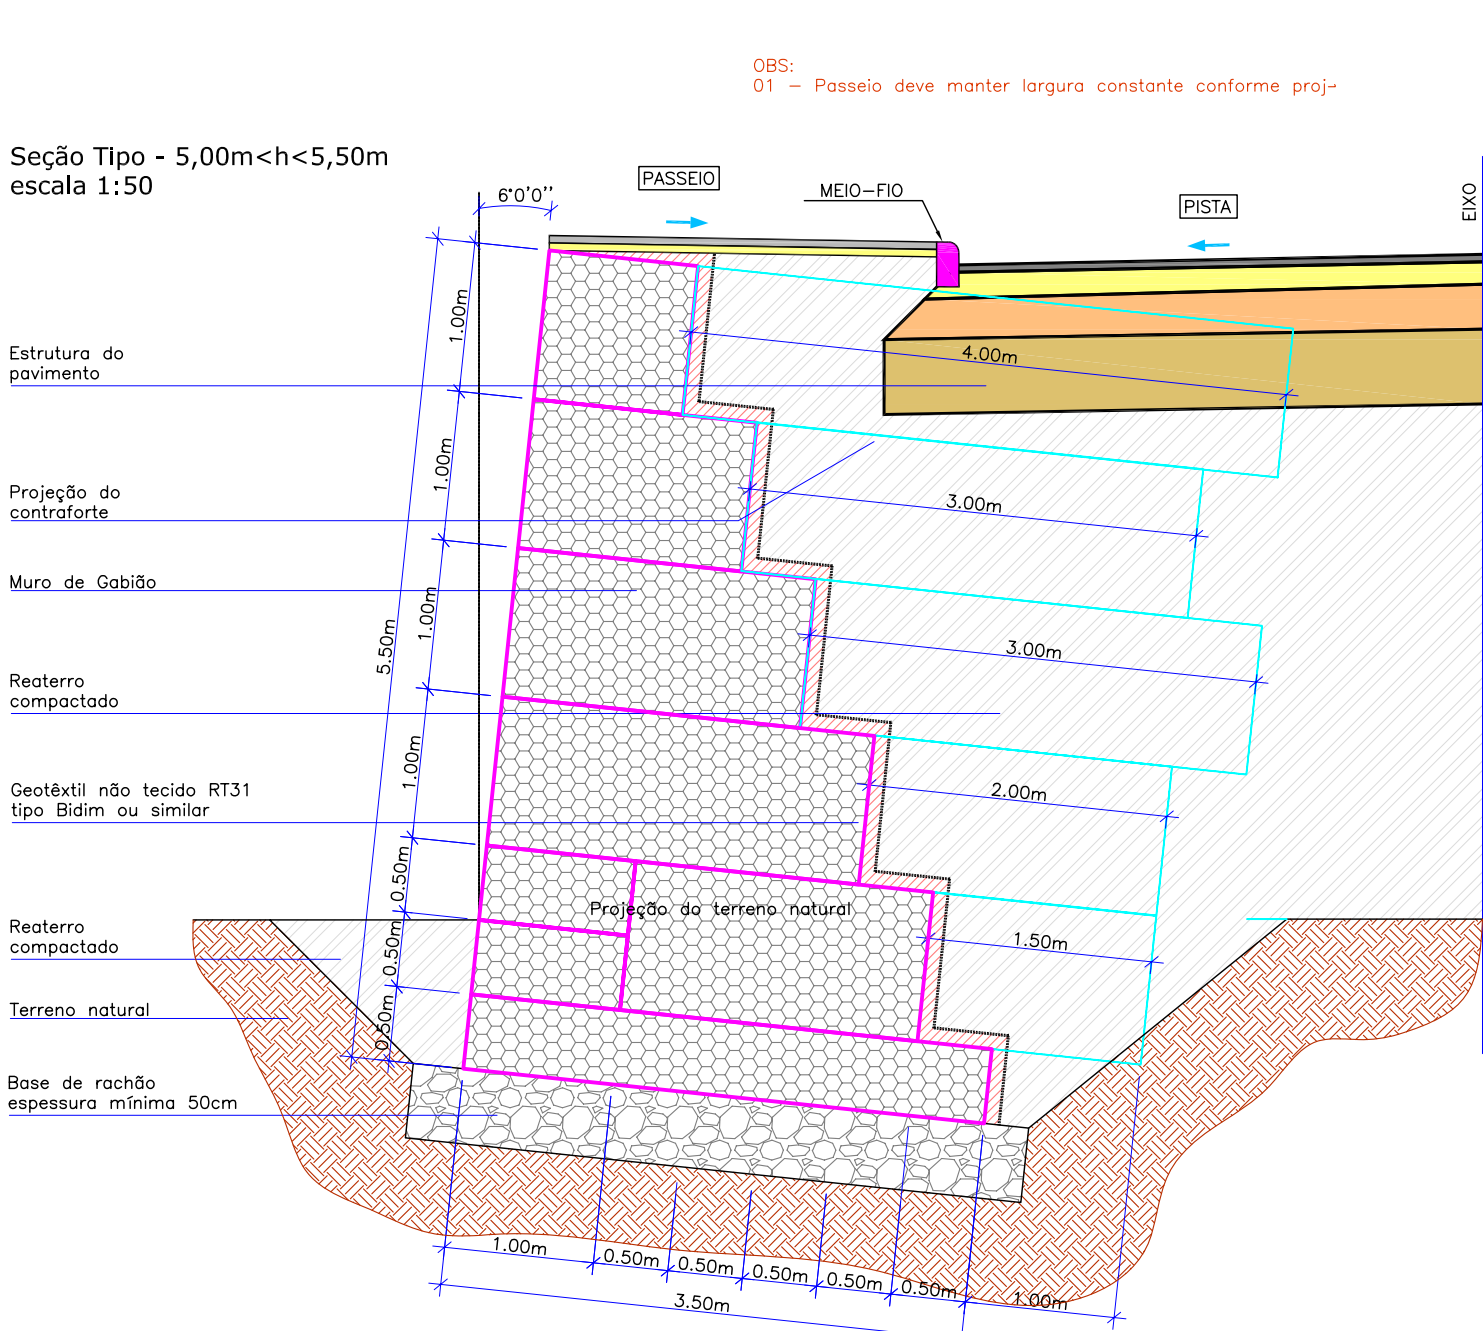 OBS:
01 - Passeio deve manter largura constante conforme proj
Seção Tipo - 5,00m<h<5,50m
escala 1:50
PASSEIO
MEIO-FIO
PISTA
EIXO
6°0'0''
1.00m
Estrutura do
pavimento
4.00m
1.00m
Projeção do
contraforte
3.00m
Muro de Gabião
1.00m
5.50m
3.00m
Reaterro
compactado
1.00m
Geotêxtil não tecido RT31
tipo Bidim ou similar
2.00m
0.50m
Projeção do terreno natural
Reaterro
compactado
0.50m
1.50m
Terreno natural
0.50m
Base de rachão
espessura mínima 50cm
1.00m
0.50m
0.50m
0.50m
0.50m
0.50m
1.00m
3.50m